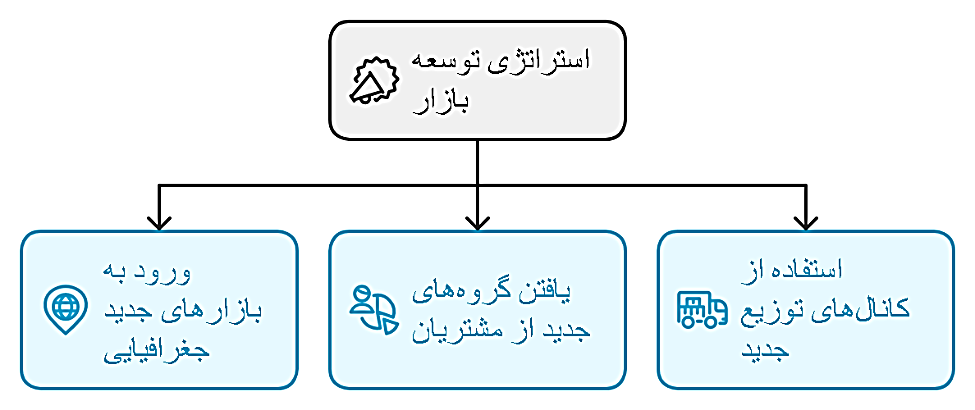 استراتژی توسعه
بازار
استفاده از
کانال‌های توزیع
جدید
یافتن گروه‌های
جدید از مشتریان
ورود به
بازارهای جدید
جغرافیایی